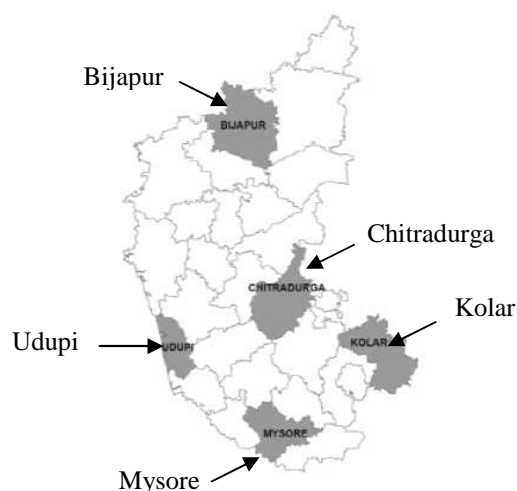 Bijapur
BIJAPUR
Chitradurga
CHITRADURGA
Kolar
Udupi
UDUPI
KOLAR
MYSORE
Mysore